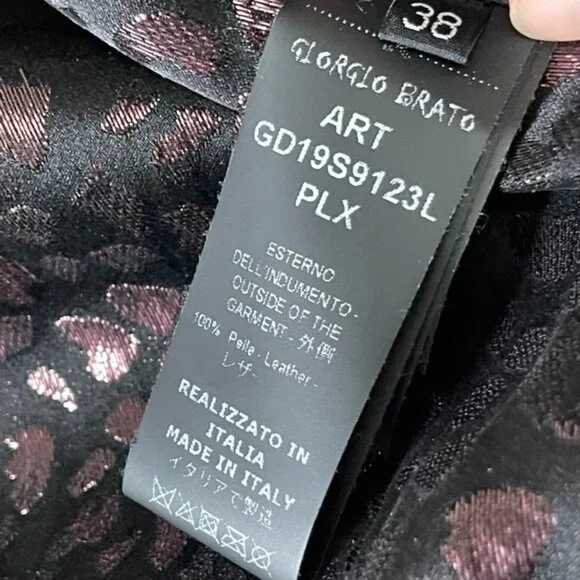 38
GIORGIO BRATO
ART
GD19S9123L
PLX
ESTERNO
DELL'INDUMENTO -
OUTSIDE OF THE
GARMENT - 外側
100% Pelle - Leather -
レザー
REALIZZATO IN
ITALIA
MADE IN ITALY
イタリアで製造